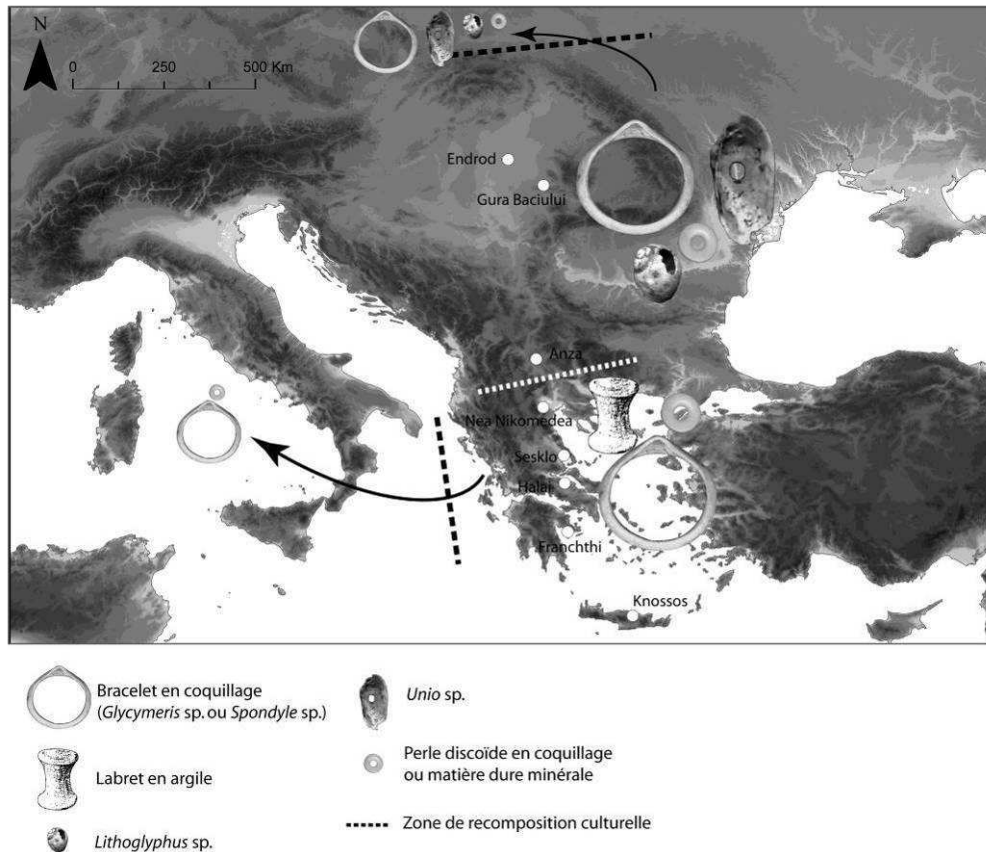 N
0 250 500 Km
Endrod
Gura Baciului
Anza
Nea Nikomedea
Sesklo
Halai
Franchthi
Knossos
Bracelet en coquillage
(Glycymeris sp. ou Spondyle sp.)
Labret en argile
Lithoglyphus sp.
Unio sp.
Perle discoïde en coquillage
ou matière dure minérale
Zone de recomposition culturelle